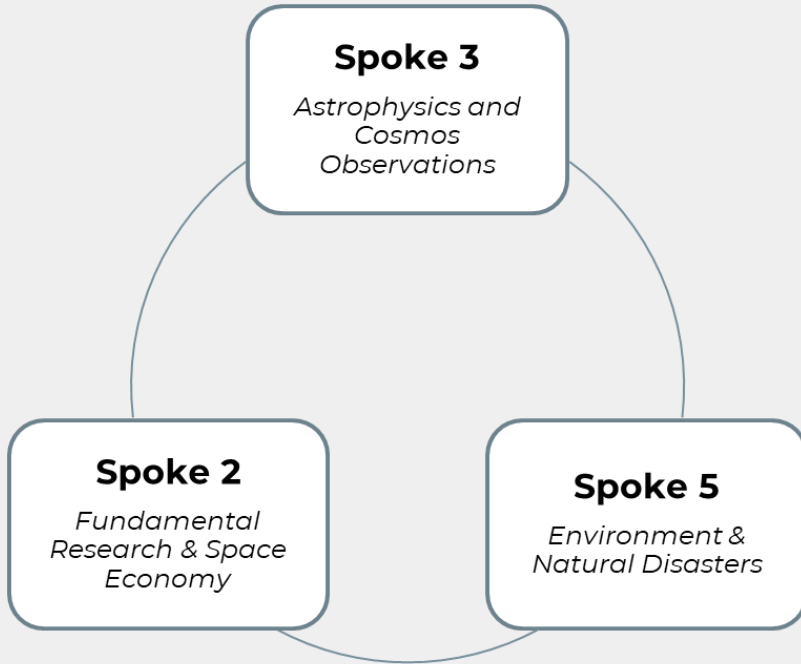 Spoke 3
Astrophysics and
Cosmos
Observations
Spoke 2
Fundamental
Research & Space
Economy
Spoke 5
Environment &
Natural Disasters